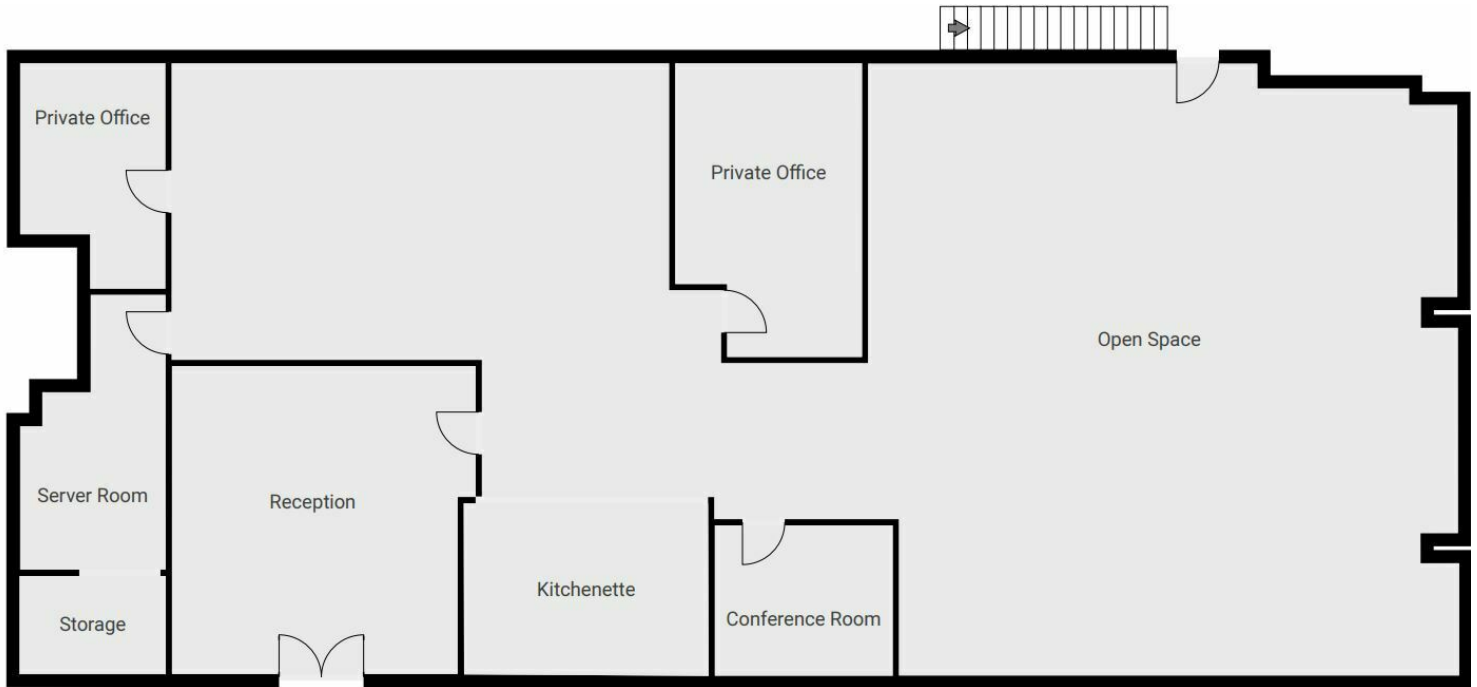 Private Office
Private Office
Open Space
Server Room
Reception
Kitchenette
Conference Room
Storage